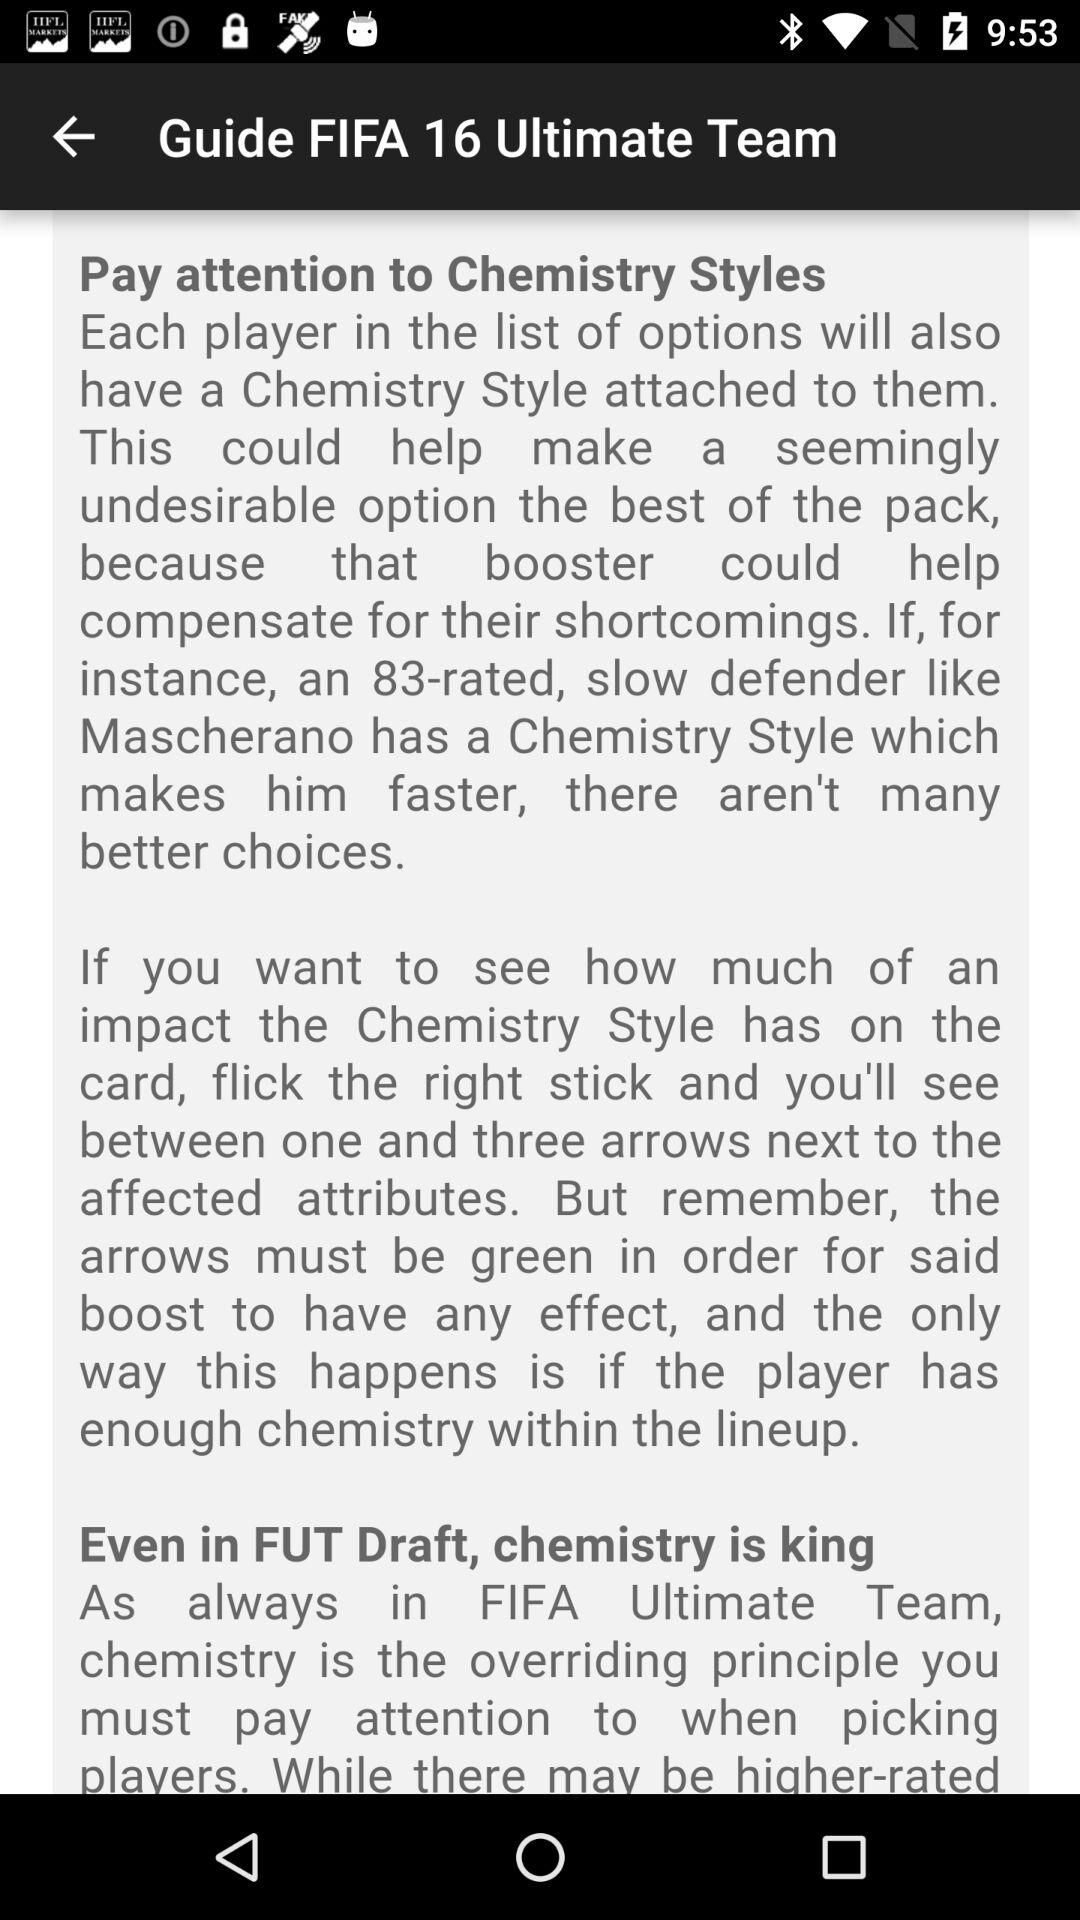 IIFL MARKETS IIFL MARKETS FAKE 9:53
Guide FIFA 16 Ultimate Team
Pay attention to Chemistry Styles
Each player in the list of options will also
have a Chemistry Style attached to them.
This could help make a seemingly
undesirable option the best of the pack,
because that booster could help
compensate for their shortcomings. If, for
instance, an 83-rated, slow defender like
Mascherano has a Chemistry Style which
makes him faster, there aren't many
better choices.
If you want to see how much of an
impact the Chemistry Style has on the
card, flick the right stick and you'll see
between one and three arrows next to the
affected attributes. But remember, the
arrows must be green in order for said
boost to have any effect, and the only
way this happens is if the player has
enough chemistry within the lineup.
Even in FUT Draft, chemistry is king
As always in FIFA Ultimate Team,
chemistry is the overriding principle you
must pay attention to when picking
players. While there may be higher-rated